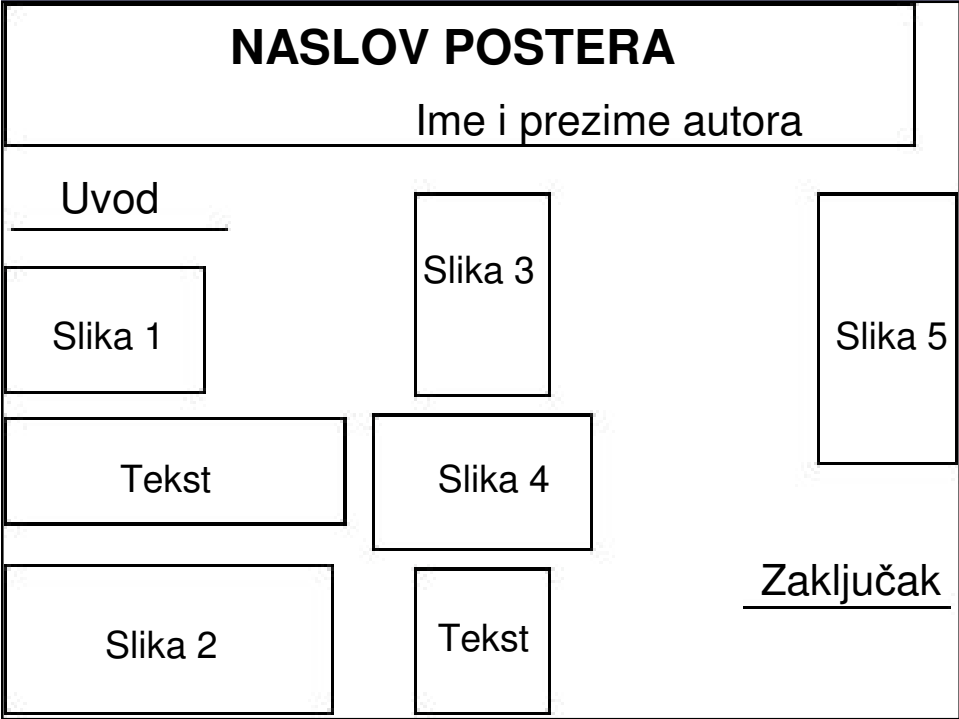 NASLOV POSTERA
Ime i prezime autora
Uvod
Slika 1
Tekst
Slika 2
Slika 3
Slika 4
Tekst
Slika 5
Zaključak